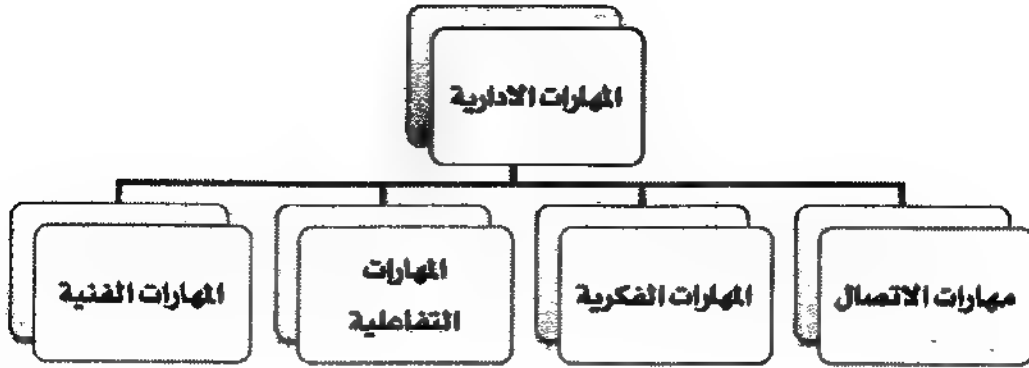 المهارات الادارية
مهارات الاتصال
المهارات الفكرية
المهارات
التفاعلية
المهارات الفنية